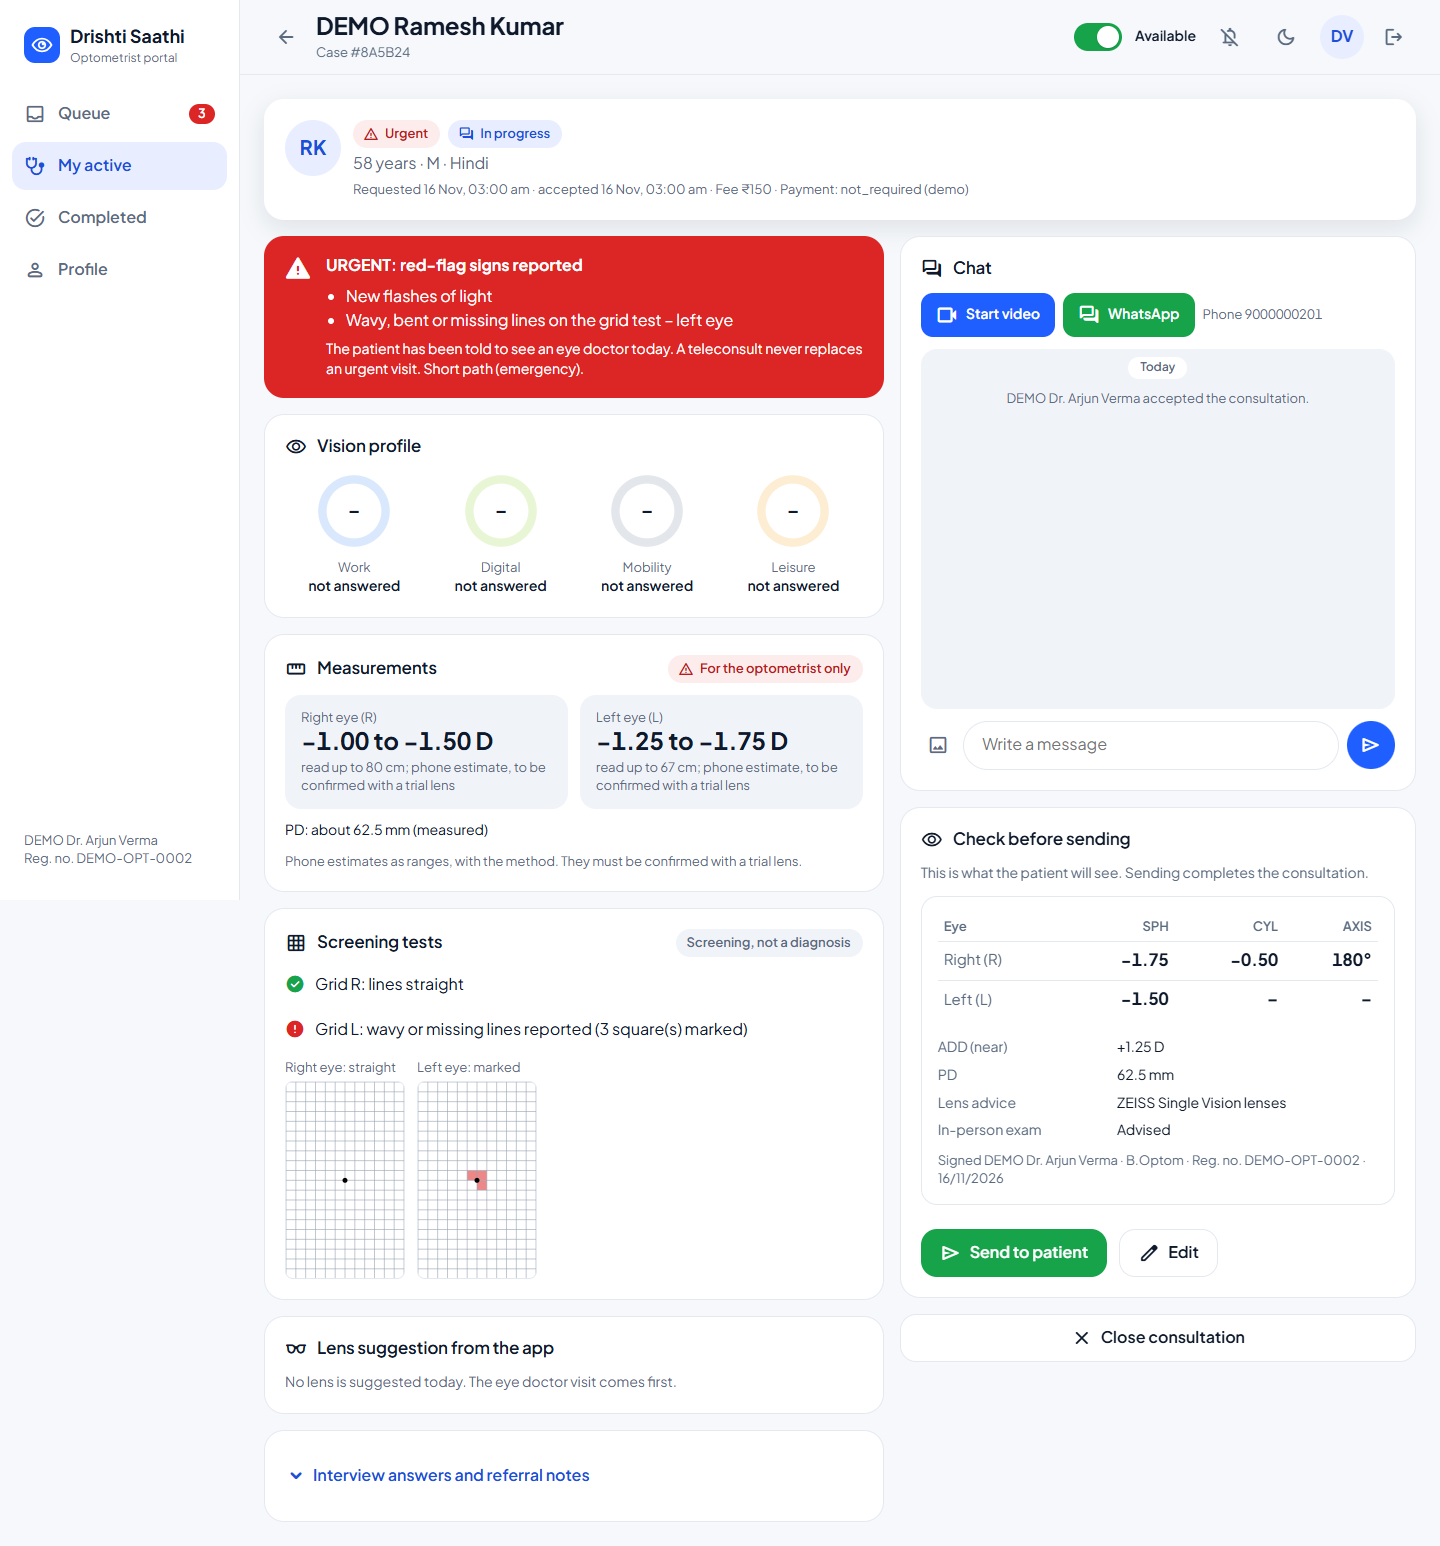 Drishti Saathi
Optometrist portal
Queue
3
My active
Completed
Profile
DEMO Dr. Arjun Verma
Reg. no. DEMO-OPT-0002
DEMO Ramesh Kumar
Case #8A5B24
Available
DV
RK
Urgent
In progress
58 years · M · Hindi
Requested 16 Nov, 03:00 am · accepted 16 Nov, 03:00 am · Fee ₹150 · Payment: not_required (demo)
URGENT: red-flag signs reported
• New flashes of light
• Wavy, bent or missing lines on the grid test – left eye
The patient has been told to see an eye doctor today. A teleconsult never replaces
an urgent visit. Short path (emergency).
Vision profile
– – – –
Work Digital Mobility Leisure
not answered not answered not answered not answered
Measurements
For the optometrist only
Right eye (R)
−1.00 to −1.50 D
read up to 80 cm; phone estimate, to be
confirmed with a trial lens
Left eye (L)
−1.25 to −1.75 D
read up to 67 cm; phone estimate, to be
confirmed with a trial lens
PD: about 62.5 mm (measured)
Phone estimates as ranges, with the method. They must be confirmed with a trial lens.
Screening tests
Screening, not a diagnosis
Grid R: lines straight
Grid L: wavy or missing lines reported (3 square(s) marked)
Right eye: straight
Left eye: marked
Lens suggestion from the app
No lens is suggested today. The eye doctor visit comes first.
Interview answers and referral notes
Chat
Start video
WhatsApp
Phone 9000000201
Today
DEMO Dr. Arjun Verma accepted the consultation.
Write a message
Check before sending
This is what the patient will see. Sending completes the consultation.
Eye SPH CYL AXIS
Right (R) −1.75 −0.50 180°
Left (L) −1.50 – –
ADD (near) +1.25 D
PD 62.5 mm
Lens advice ZEISS Single Vision lenses
In-person exam Advised
Signed DEMO Dr. Arjun Verma · B.Optom · Reg. no. DEMO-OPT-0002 ·
16/11/2026
Send to patient
Edit
Close consultation